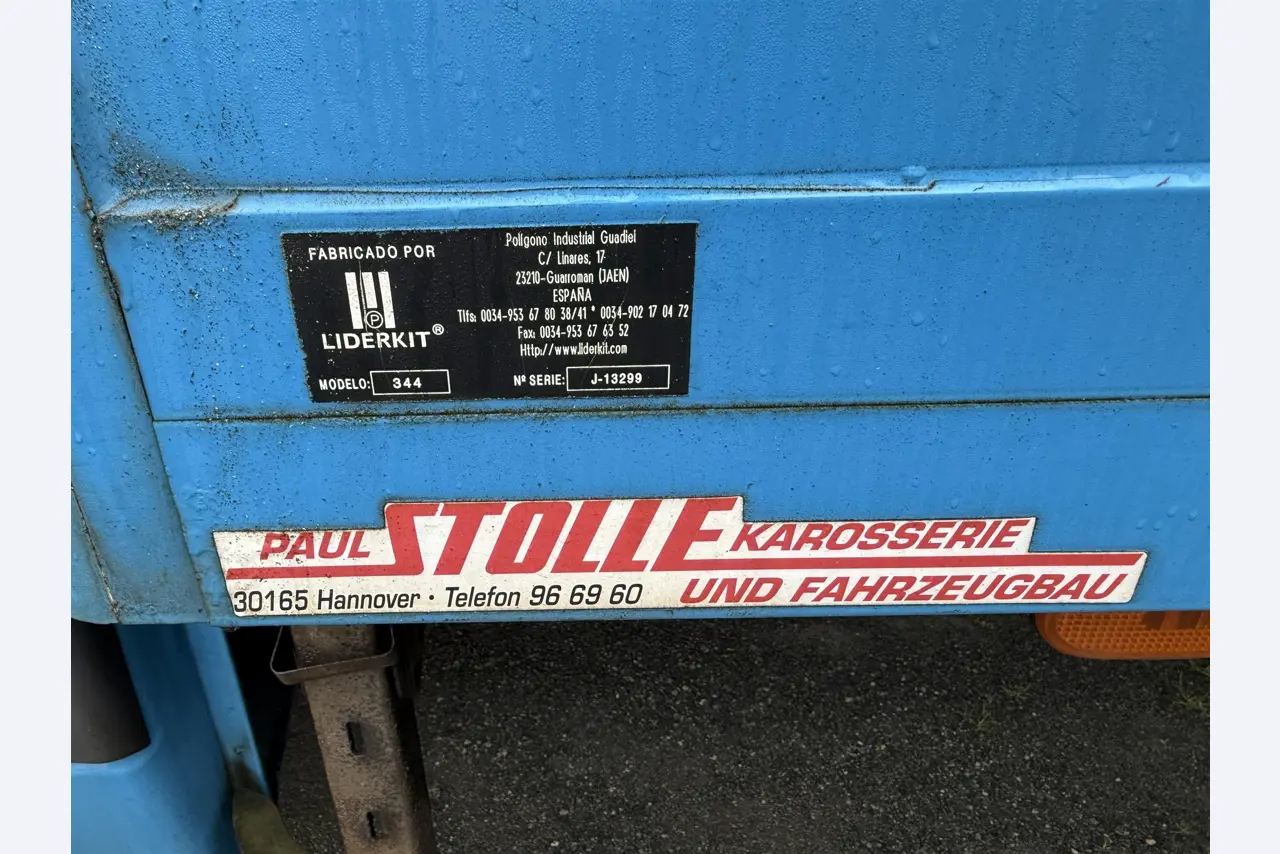 FABRICADO POR
P
LIDERKIT®
MODELO: 344
Polígono Industrial Guadiel
C/ Linares, 17
23210-Guarroman (JAEN)
ESPAÑA
Tlfs: 0034-953 67 80 38/41 * 0034-902 17 04 72
Fax: 0034-953 67 63 52
Http://www.liderkit.com
Nº SERIE: J-13299
PAUL STOLLE KAROSSERIE
UND FAHRZEUGBAU
30165 Hannover · Telefon 96 69 60